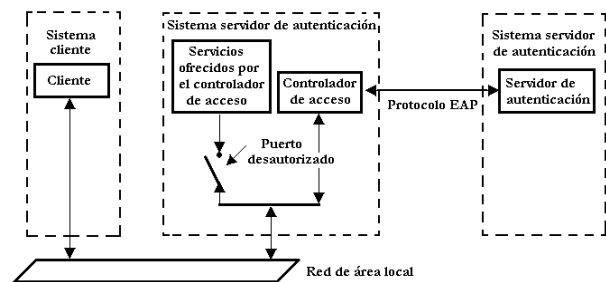 Sistema
cliente
Cliente
Sistema servidor de autenticación
Servicios
ofrecidos por
el controlador
de acceso
Controlador
de acceso
Puerto
desautorizado
Protocolo EAP
Sistema servidor
de autenticación
Servidor de
autenticación
Red de área local